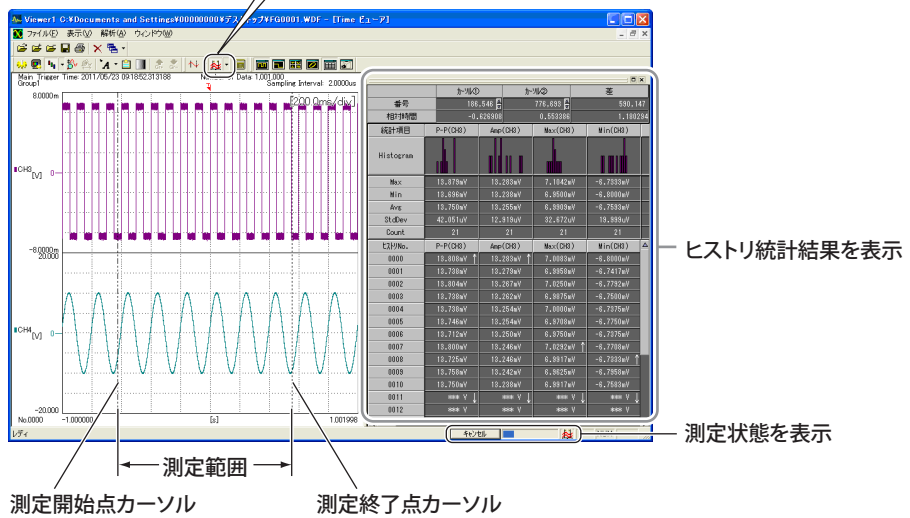 Viewer1 C:¥Documents and Settings¥00000000¥デスクトップ¥FG0001.WDF - [Time ビューア]
ファイル(F) 表示(V) 解析(A) ウィンドウ(W)
Main Trigger Time: 2011/05/23 09:18:52.313188
Data 1,001,000
Group1
Sampling Interval: 2.0000us
8.0000m
[200.0ms/div]
CH3
[V]
0
-8.0000m
20.000
CH4
[V]
0
-20.000
No.0000 -1.000000 [s] 1.001998
レディ
カーソル① カーソル② 差
番号 186,546 776,693 590,147
相対時間 -0.626908 0.553386 1.180294
統計項目 P-P(CH3) Amp(CH3) Max(CH3) Min(CH3)
Histogram
Max 13.879mV 13.283mV 7.1042mV -6.7333mV
Min 13.696mV 13.238mV 6.9500mV -6.8000mV
Avg 13.750mV 13.255mV 6.9909mV -6.7593mV
StdDev 42.051uV 12.919uV 32.672uV 19.999uV
Count 21 21 21 21
ヒストリNo. P-P(CH3) Amp(CH3) Max(CH3) Min(CH3)
0000 13.808mV ↑ 13.283mV ↑ 7.0083mV -6.8000mV
0001 13.738mV 13.279mV 6.9958mV -6.7417mV
0002 13.804mV 13.267mV 7.0250mV -6.7792mV
0003 13.738mV 13.262mV 6.9875mV -6.7500mV
0004 13.738mV 13.254mV 7.0000mV -6.7375mV
0005 13.746mV 13.254mV 6.9708mV -6.7750mV
0006 13.712mV 13.250mV 6.9750mV -6.7375mV
0007 13.800mV 13.246mV 7.0292mV ↑ -6.7708mV
0008 13.725mV 13.246mV 6.9917mV -6.7333mV ↑
0009 13.758mV 13.242mV 6.9625mV -6.7958mV
0010 13.750mV 13.238mV 6.9917mV -6.7583mV
0011 *** V ↓ *** V ↓ *** V ↓ *** V ↓
0012 *** V *** V *** V *** V
キャンセル
ヒストリ統計結果を表示
測定状態を表示
測定範囲
測定開始点カーソル
測定終了点カーソル